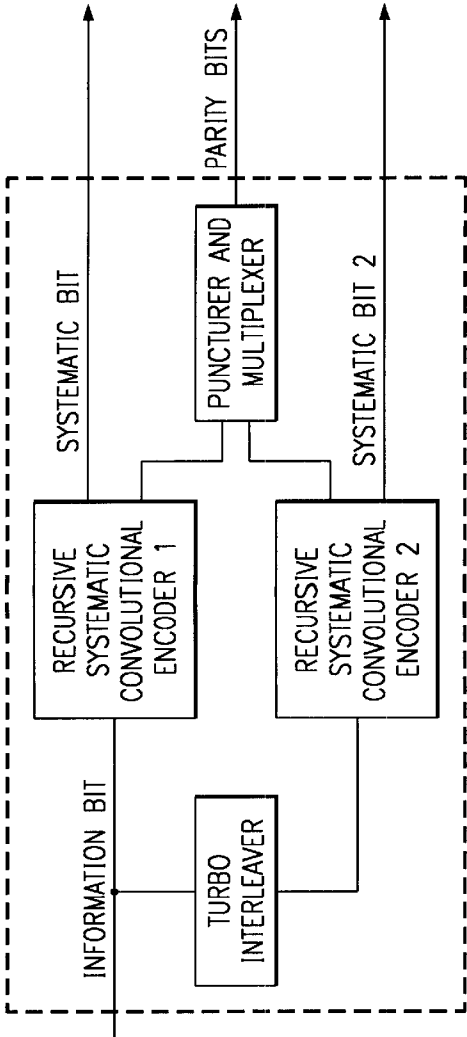 INFORMATION BIT
TURBO
INTERLEAVER
RECURSIVE
SYSTEMATIC
CONVOLUTIONAL
ENCODER 1
RECURSIVE
SYSTEMATIC
CONVOLUTIONAL
ENCODER 2
SYSTEMATIC BIT
PUNCTURER AND
MULTIPLEXER
SYSTEMATIC BIT 2
PARITY BITS